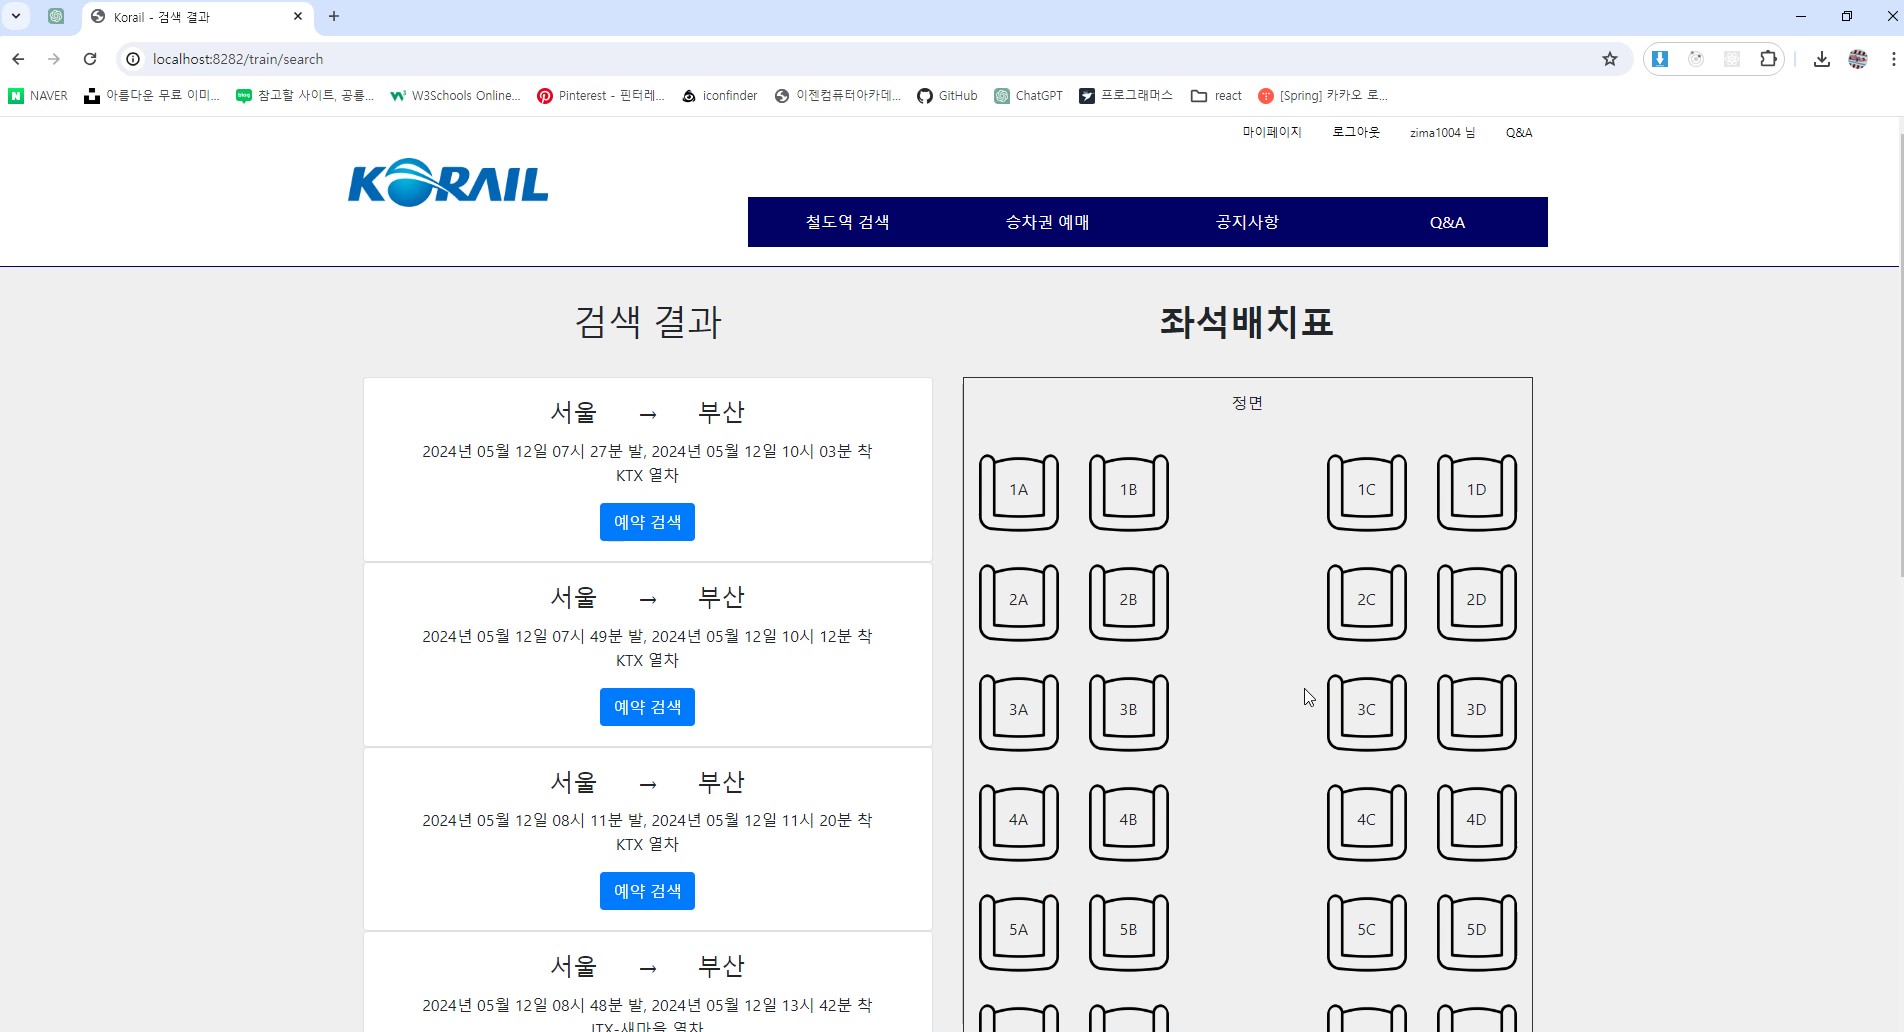 Korail - 검색 결과
localhost:8282/train/search
NAVER 아름다운 무료 이미... 참고할 사이트, 공룡... W3Schools Online... Pinterest - 핀터레... iconfinder 이젠컴퓨터아카데... GitHub ChatGPT 프로그래머스 react [Spring] 카카오 로...
마이페이지 로그아웃 zima1004 님 Q&A
KORAIL
철도역 검색 승차권 예매 공지사항 Q&A
검색 결과
서울 → 부산
2024년 05월 12일 07시 27분 발, 2024년 05월 12일 10시 03분 착
KTX 열차
예약 검색
서울 → 부산
2024년 05월 12일 07시 49분 발, 2024년 05월 12일 10시 12분 착
KTX 열차
예약 검색
서울 → 부산
2024년 05월 12일 08시 11분 발, 2024년 05월 12일 11시 20분 착
KTX 열차
예약 검색
서울 → 부산
2024년 05월 12일 08시 48분 발, 2024년 05월 12일 13시 42분 착
ITX-새마을 열차
좌석배치표
정면
1A 1B 1C 1D
2A 2B 2C 2D
3A 3B 3C 3D
4A 4B 4C 4D
5A 5B 5C 5D